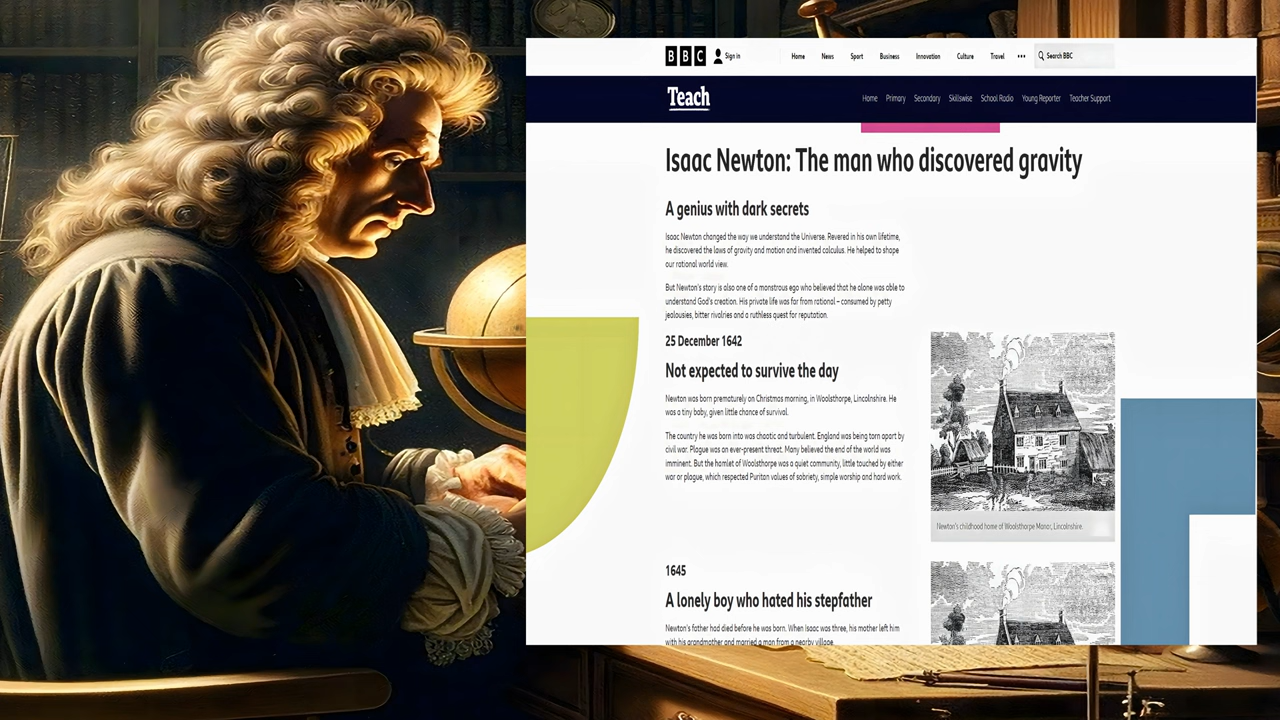 BBC Sign in Home News Sport Business Innovation Culture Travel ••• Search BBC
Teach Home Primary Secondary Skillswise School Radio Young Reporter Teacher Support
Isaac Newton: The man who discovered gravity
A genius with dark secrets
Isaac Newton changed the way we understand the Universe. Revered in his own lifetime,
he discovered the laws of gravity and motion and invented calculus. He helped to shape
our rational world view.
But Newton's story is also one of a monstrous ego who believed that he alone was able to
understand God's creation. His private life was far from rational – consumed by petty
jealousies, bitter rivalries and a ruthless quest for reputation.
25 December 1642
Not expected to survive the day
Newton was born prematurely on Christmas morning, in Woolsthorpe, Lincolnshire. He
was a tiny baby, given little chance of survival.
The country he was born into was chaotic and turbulent. England was being torn apart by
civil war. Plague was an ever-present threat. Many believed the end of the world was
imminent. But the hamlet of Woolsthorpe was a quiet community, little touched by either
war or plague, which respected Puritan values of sobriety, simple worship and hard work.
Newton's childhood home of Woolsthorpe Manor, Lincolnshire.
1645
A lonely boy who hated his stepfather
Newton's father had died before he was born. When Isaac was three, his mother left him
with his grandmother and married a man from a nearby village.